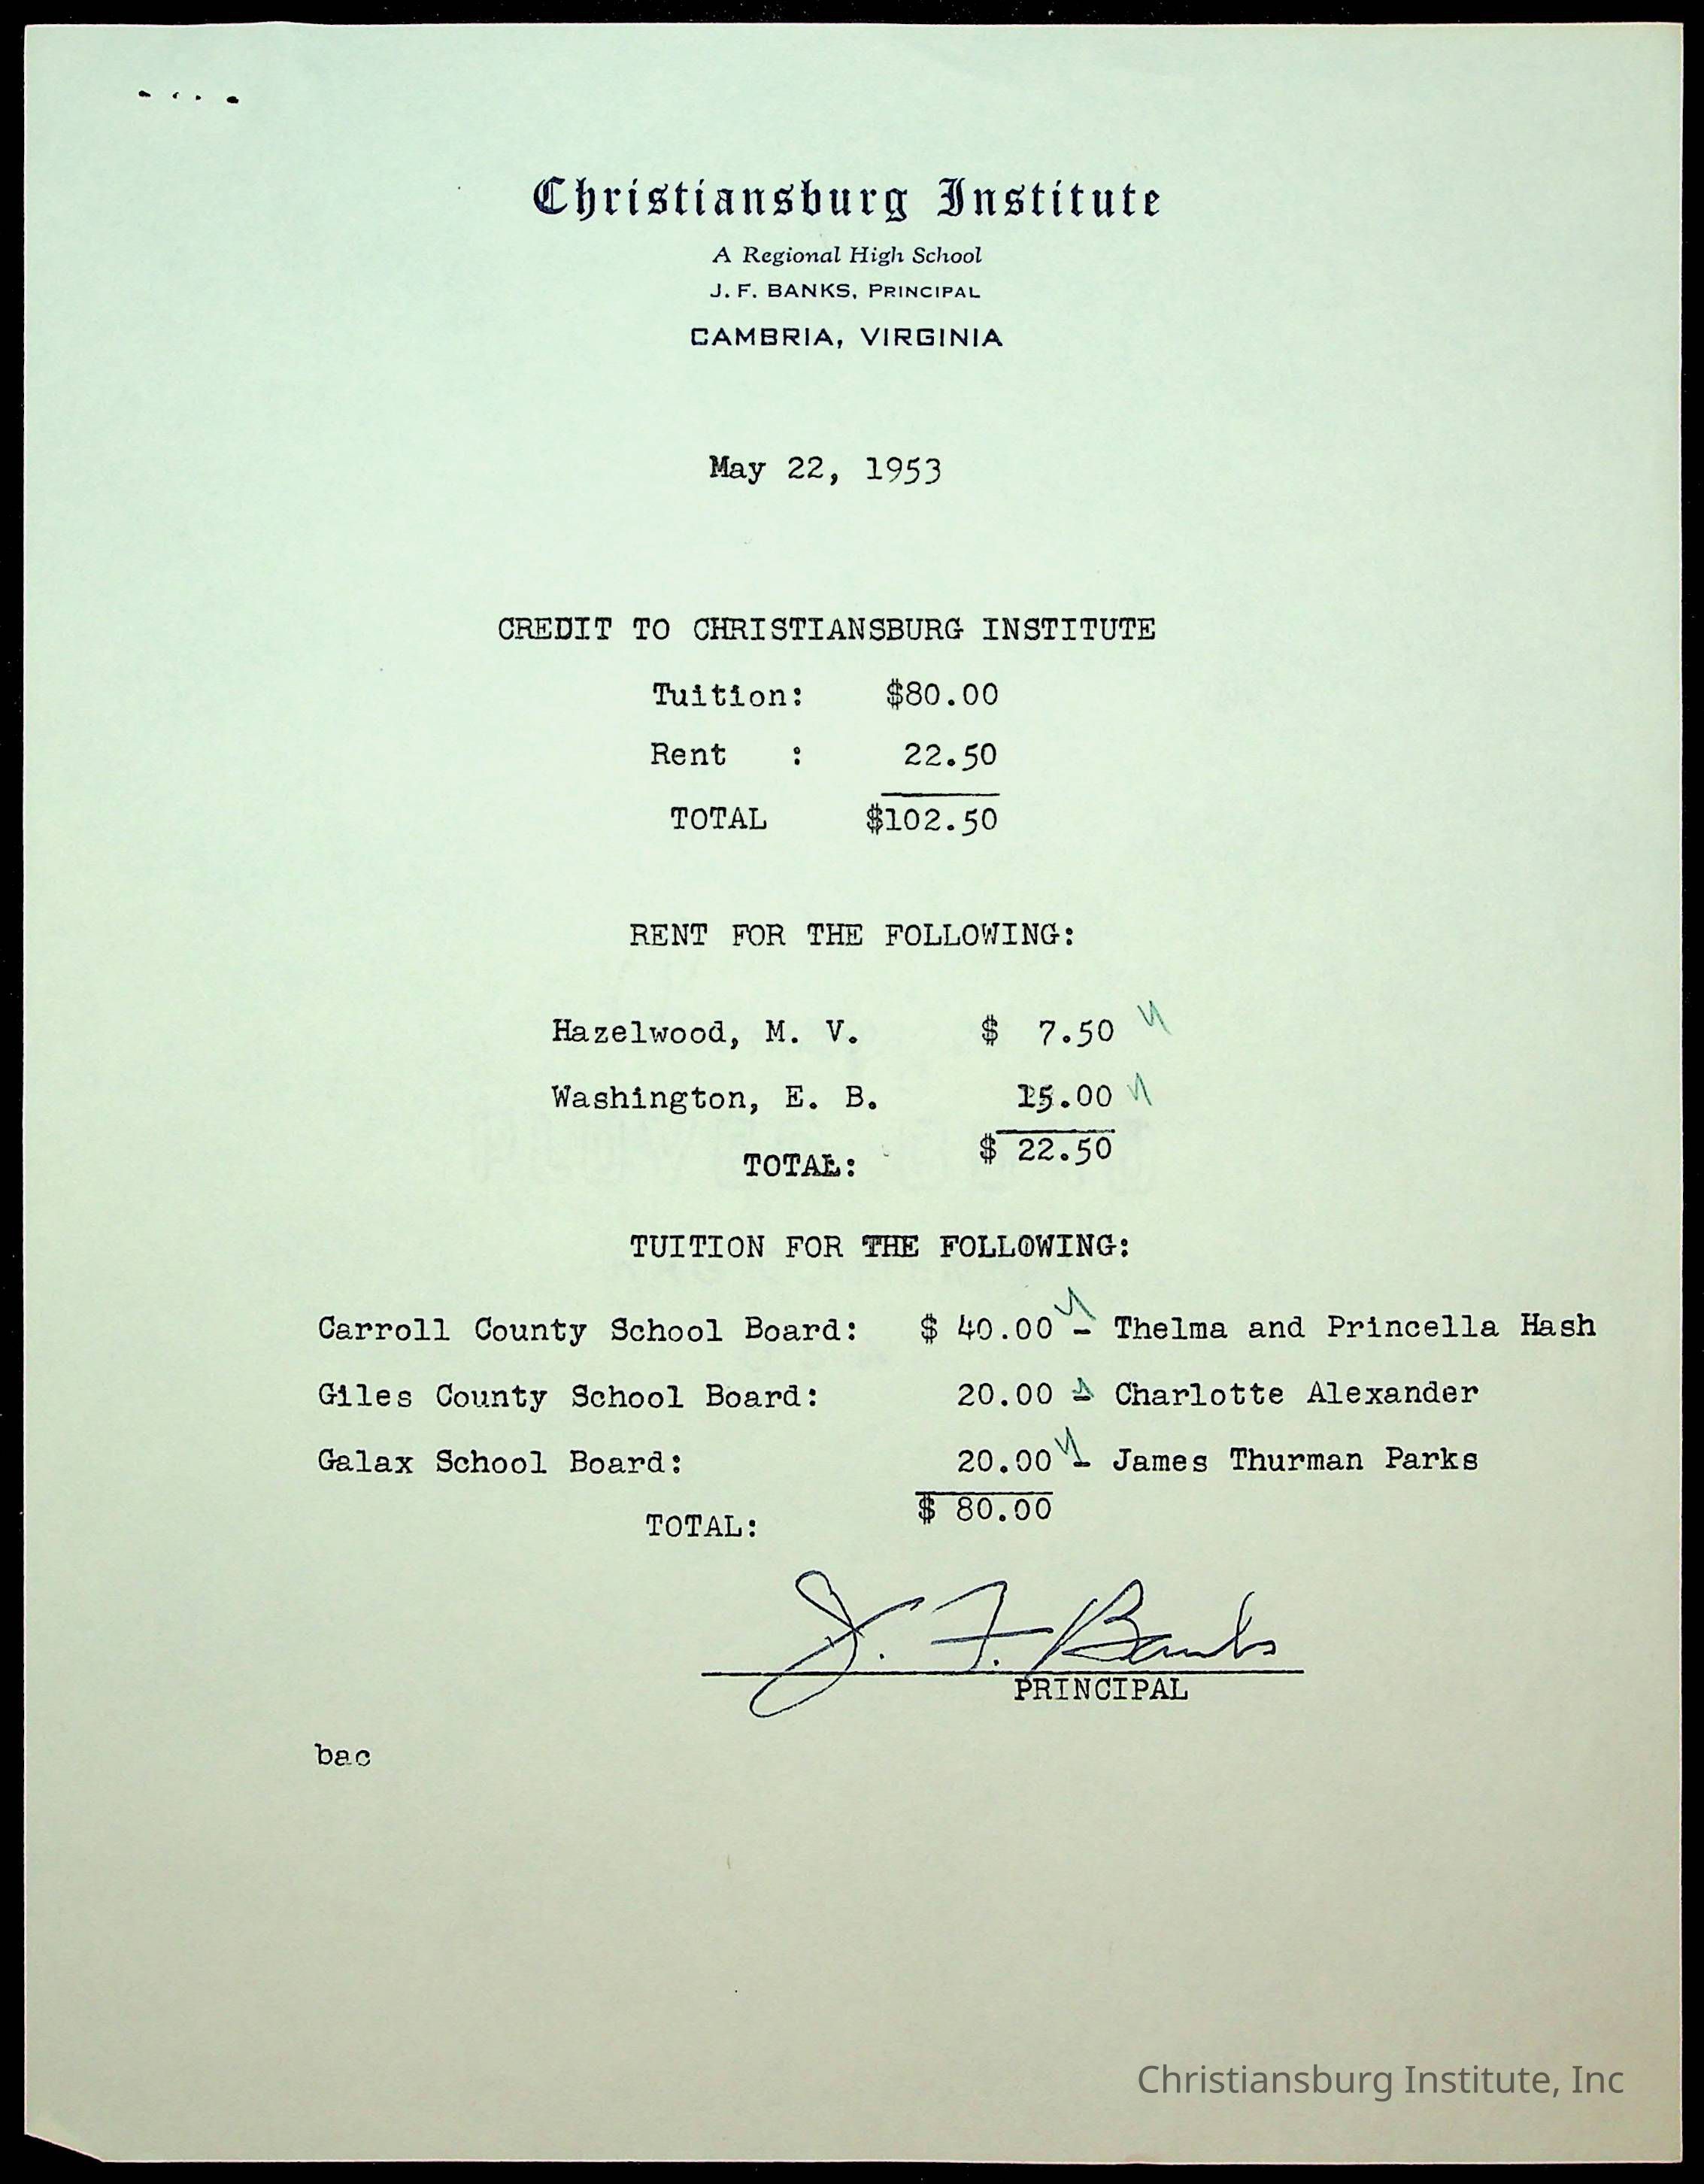 Christiansburg Institute
A Regional High School
J. F. BANKS, PRINCIPAL
CAMBRIA, VIRGINIA
May 22, 1953
CREDIT TO CHRISTIANSBURG INSTITUTE
Tuition: $80.00
Rent : 22.50
TOTAL $102.50
RENT FOR THE FOLLOWING:
Hazelwood, M. V. $ 7.50
Washington, E. B. 15.00
TOTAL: $ 22.50
TUITION FOR THE FOLLOWING:
Carroll County School Board: $ 40.00 - Thelma and Princella Hash
Giles County School Board: 20.00 - Charlotte Alexander
Galax School Board: 20.00 - James Thurman Parks
TOTAL: $ 80.00
J. F. Banks
PRINCIPAL
bac
Christiansburg Institute, Inc